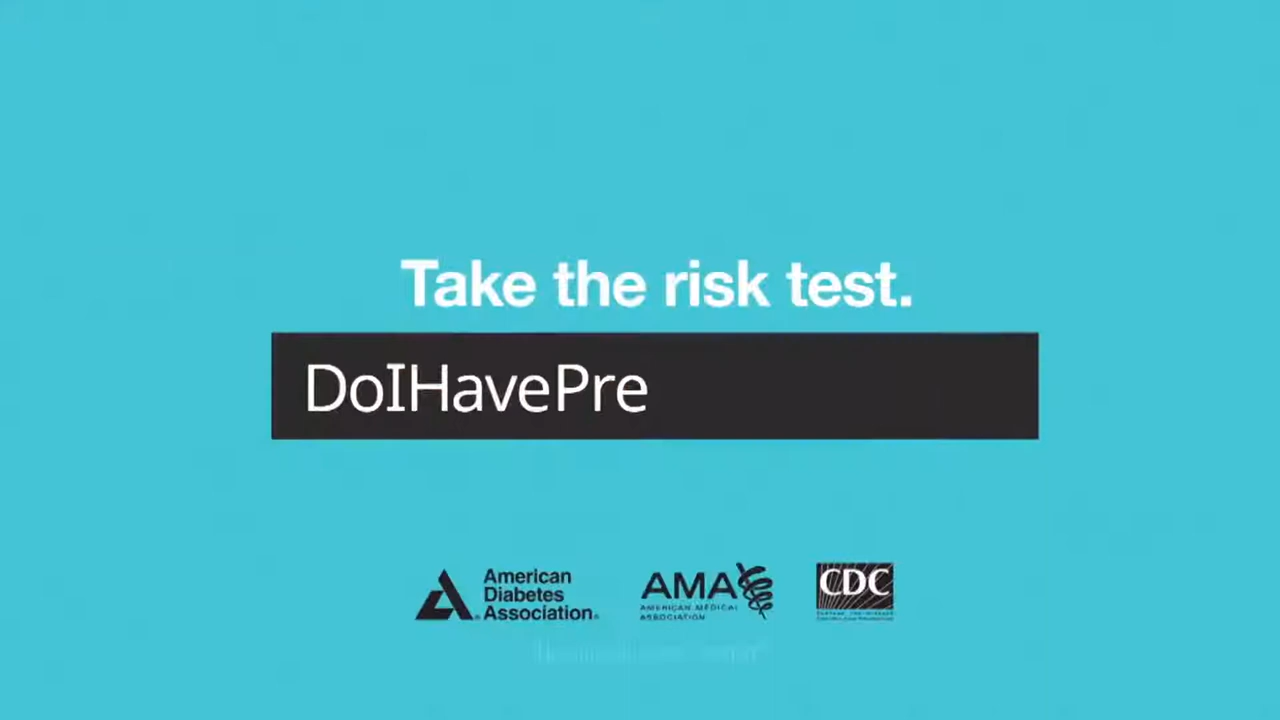 Take the risk test.
DoIHavePre
American
Diabetes
Association®
AMA
AMERICAN MEDICAL
ASSOCIATION
CDC